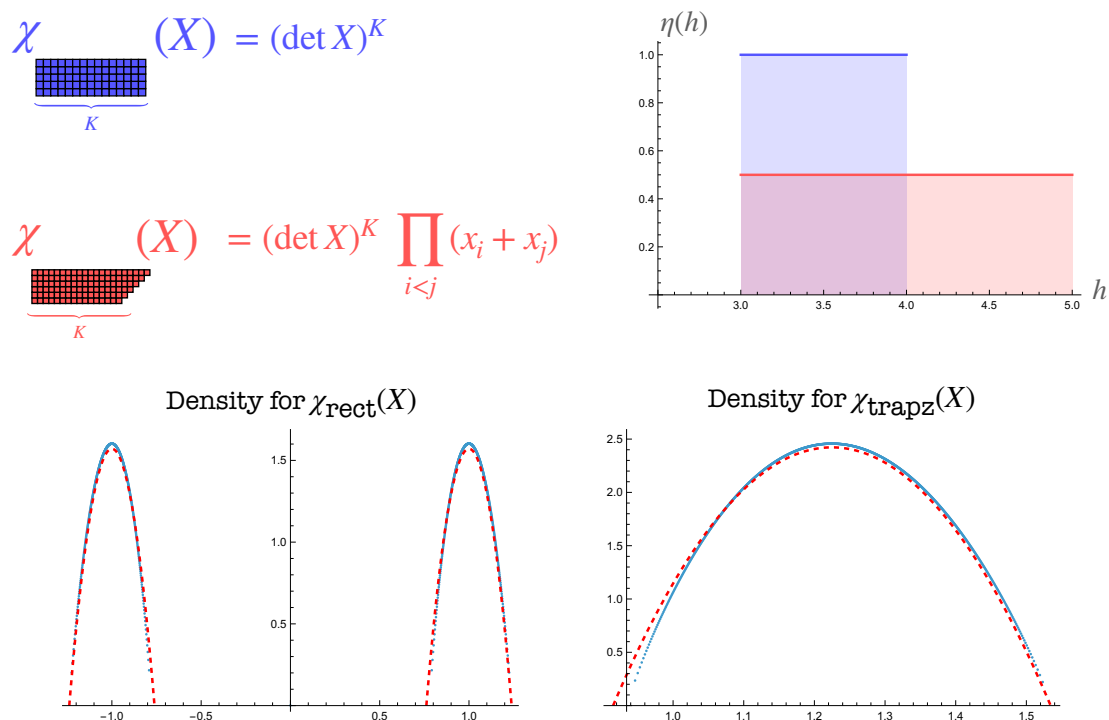 χ (X) = (det X)^K
K
χ (X) = (det X)^K ∏ (x_i + x_j)
i<j
K
η(h)
1.0
0.8
0.6
0.4
0.2
3.0 3.5 4.0 4.5 5.0
h
Density for χ_rect(X)
1.5
1.0
0.5
−1.0 −0.5 0.5 1.0
Density for χ_trapz(X)
2.5
2.0
1.5
1.0
0.5
1.0 1.1 1.2 1.3 1.4 1.5